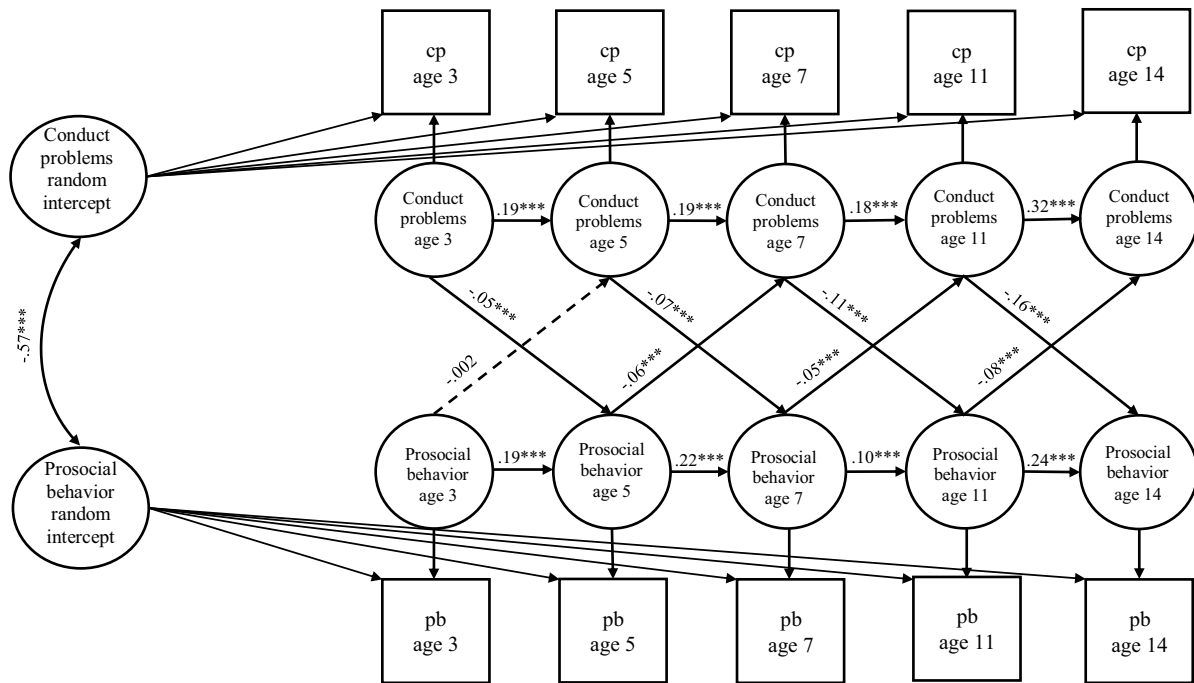 cp
age 3
cp
age 5
cp
age 7
cp
age 11
cp
age 14
Conduct
problems
random
intercept
Conduct
problems
age 3
.19***
Conduct
problems
age 5
.19***
Conduct
problems
age 7
.18***
Conduct
problems
age 11
.32***
Conduct
problems
age 14
-.57***
-.05***
-.002
-.07***
-.06***
-.11***
-.05***
-.16***
-.08***
Prosocial
behavior
random
intercept
Prosocial
behavior
age 3
.19***
Prosocial
behavior
age 5
.22***
Prosocial
behavior
age 7
.10***
Prosocial
behavior
age 11
.24***
Prosocial
behavior
age 14
pb
age 3
pb
age 5
pb
age 7
pb
age 11
pb
age 14